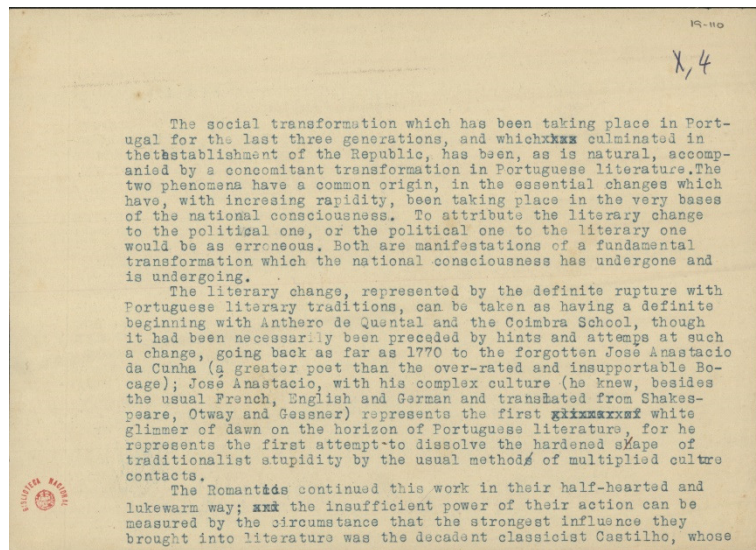 19-110
X,4
The social transformation which has been taking place in Port-
ugal for the last three generations, and whichxxxx culminated in
thethestablishment of the Republic, has been, as is natural, accomp-
anied by a concomitant transformation in Portuguese literature.The
two phenomena have a common origin, in the essential changes which
have, with incresing rapidity, been taking place in the very bases
of the national consciousness. To attribute the literary change
to the political one, or the political one to the literary one
would be as erroneous. Both are manifestations of a fundamental
transformation which the national consciousness has undergone and
is undergoing.
The literary change, represented by the definite rupture with
Portuguese literary traditions, can be taken as having a definite
beginning with Anthero de Quental and the Coimbra School, though
it had been necessarily been preceded by hints and attemps at such
a change, going back as far as 1770 to the forgotten José Anastacio
da Cunha (a greater poet than the over-rated and insupportable Bo-
cage); José Anastacio, with his complex culture (he knew, besides
the usual French, English and German and translated from Shakes-
peare, Otway and Gessner) represents the first white
glimmer of dawn on the horizon of Portuguese literature, for he
represents the first attempt to dissolve the hardened shape of
traditionalist stupidity by the usual method of multiplied culture
contacts.
The Romantics continued this work in their half-hearted and
lukewarm way; xxx the insufficient power of their action can be
measured by the circumstance that the strongest influence they
brought into literature was the decadent classicist Castilho, whose
BIBLIOTECA NACIONAL